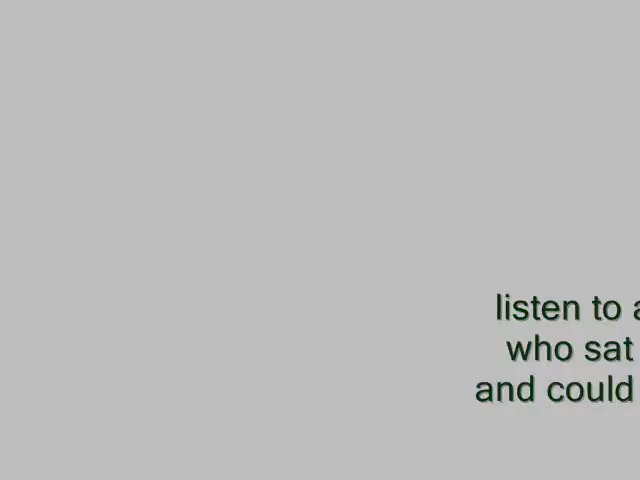 listen to a
who sat
and could